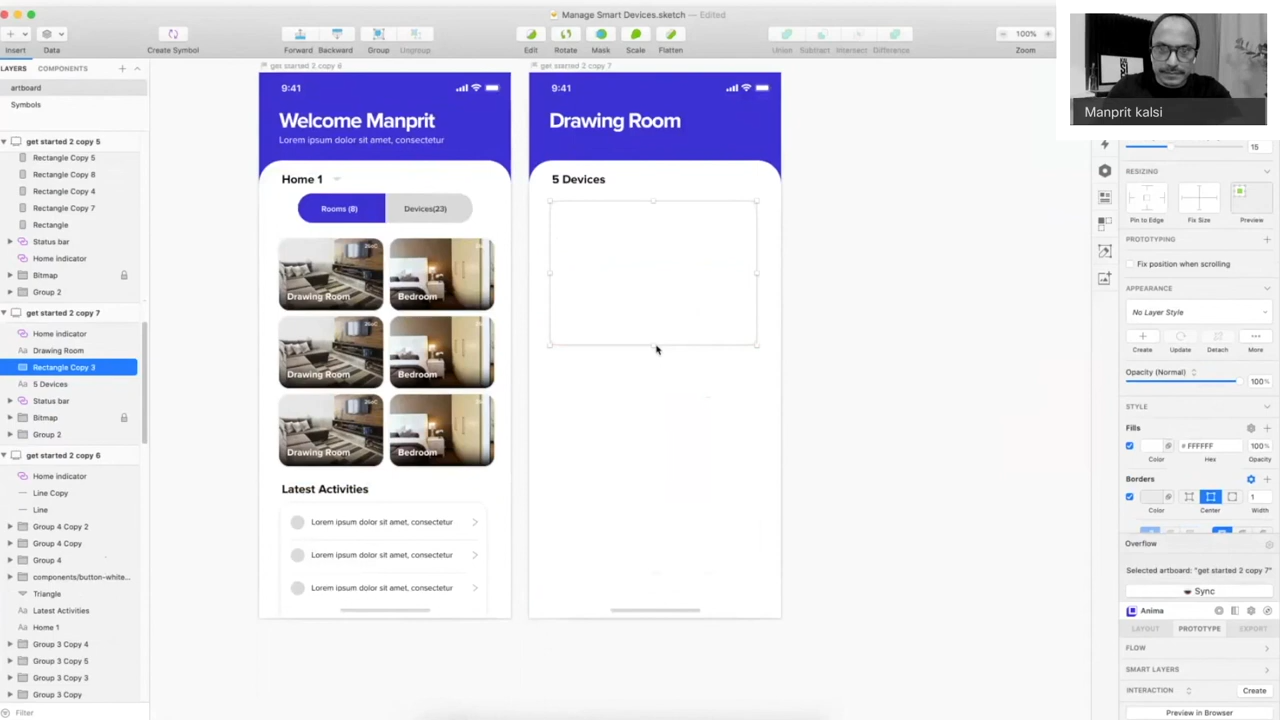 Manage Smart Devices.sketch — Edited
Insert
Data
Create Symbol
Forward
Backward
Group
Ungroup
Edit
Rotate
Mask
Scale
Flatten
Union
Subtract
Intersect
Difference
100%
Zoom
Manprit kalsi
LAYERS
COMPONENTS
artboard
Symbols
get started 2 copy 5
Rectangle Copy 5
Rectangle Copy 8
Rectangle Copy 4
Rectangle Copy 7
Rectangle
Status bar
Home indicator
Bitmap
Group 2
get started 2 copy 7
Home indicator
Aa Drawing Room
Rectangle Copy 3
Aa 5 Devices
Status bar
Bitmap
Group 2
get started 2 copy 6
Home indicator
Line Copy
Line
Group 4 Copy 2
Group 4 Copy
Group 4
components/button-white...
Triangle
Aa Latest Activities
Aa Home 1
Group 3 Copy 4
Group 3 Copy 5
Group 3 Copy 3
Group 3 Copy
Filter
get started 2 copy 6
9:41
Welcome Manprit
Lorem ipsum dolor sit amet, consectetur
Home 1
Rooms (8)
Devices(23)
Drawing Room
Bedroom
Drawing Room
Bedroom
Drawing Room
Bedroom
Latest Activities
Lorem ipsum dolor sit amet, consectetur
Lorem ipsum dolor sit amet, consectetur
Lorem ipsum dolor sit amet, consectetur
get started 2 copy 7
9:41
Drawing Room
5 Devices
15
RESIZING
Pin to Edge
Fix Size
Preview
PROTOTYPING
Fix position when scrolling
APPEARANCE
No Layer Style
Create
Update
Detach
More
Opacity (Normal)
100%
STYLE
Fills
# FFFFFF
100%
Color
Hex
Opacity
Borders
1
Color
Center
Width
Overflow
Selected artboard: "get started 2 copy 7"
Sync
Anima
LAYOUT
PROTOTYPE
EXPORT
FLOW
SMART LAYERS
INTERACTION
Create
Preview in Browser